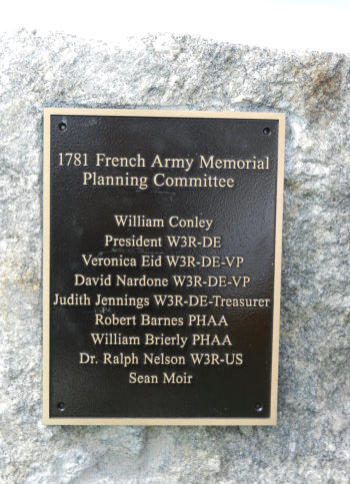 1781 French Army Memorial
Planning Committee
William Conley
President W3R-DE
Veronica Eid W3R-DE-VP
David Nardone W3R-DE-VP
Judith Jennings W3R-DE-Treasurer
Robert Barnes PHAA
William Brierly PHAA
Dr. Ralph Nelson W3R-US
Sean Moir